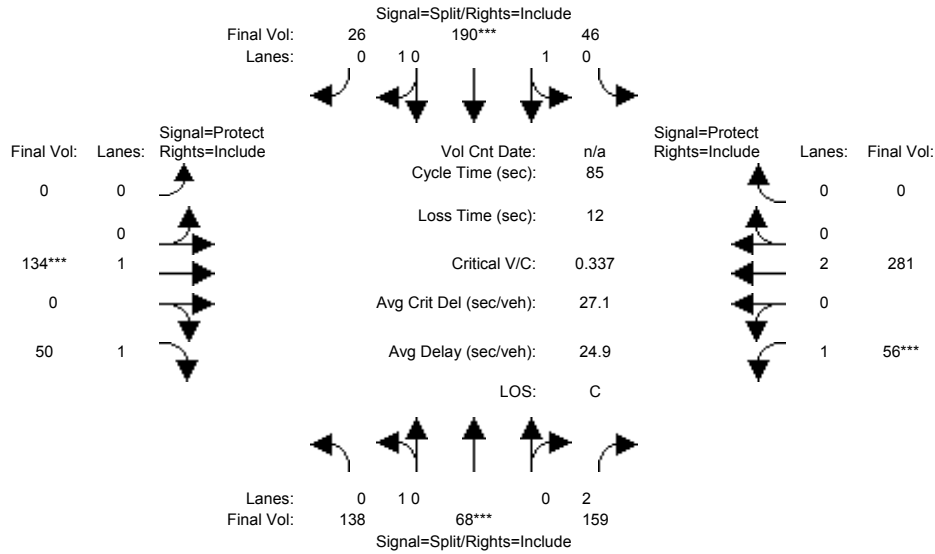 Signal=Split/Rights=Include
Final Vol: 26 190*** 46
Lanes: 0 1 0 1 0
Signal=Protect
Final Vol: Lanes: Rights=Include
Vol Cnt Date: n/a
Signal=Protect
Rights=Include Lanes: Final Vol:
Cycle Time (sec): 85
0 0
0 0
Loss Time (sec): 12
0
0
134*** 1
Critical V/C: 0.337
2 281
0
Avg Crit Del (sec/veh): 27.1
0
50 1
Avg Delay (sec/veh): 24.9
1 56***
LOS: C
Lanes: 0 1 0 0 2
Final Vol: 138 68*** 159
Signal=Split/Rights=Include